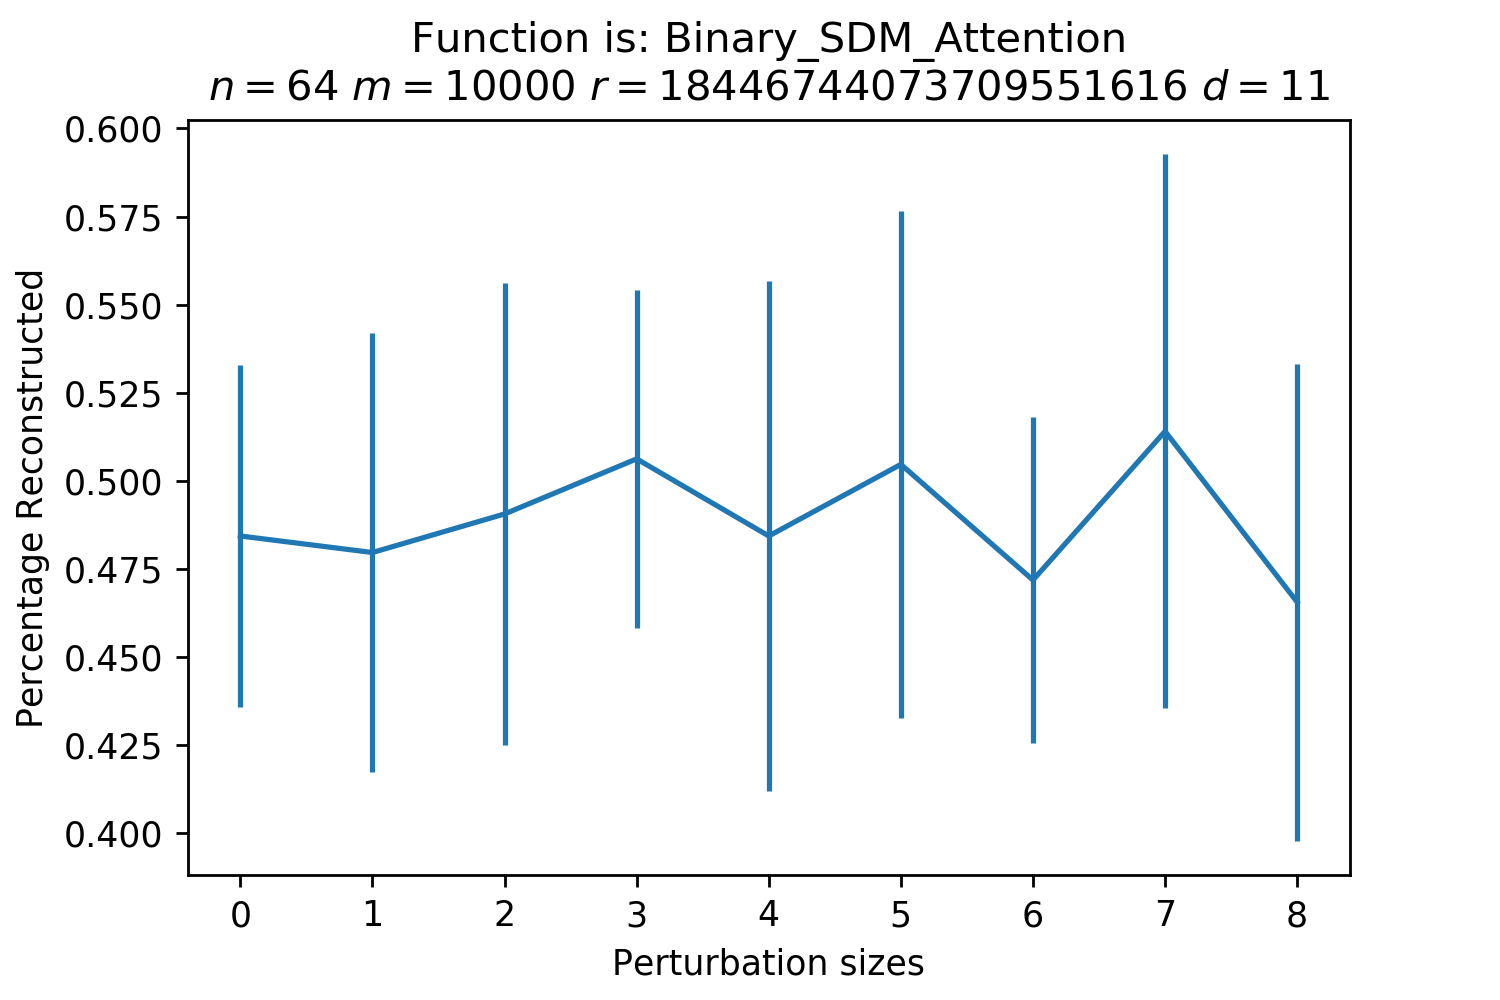 Function is: Binary_SDM_Attention
n = 64 m = 10000 r = 18446744073709551616 d = 11
0.600
0.575
0.550
0.525
0.500
0.475
0.450
0.425
0.400
Percentage Reconstructed
0 1 2 3 4 5 6 7 8
Perturbation sizes